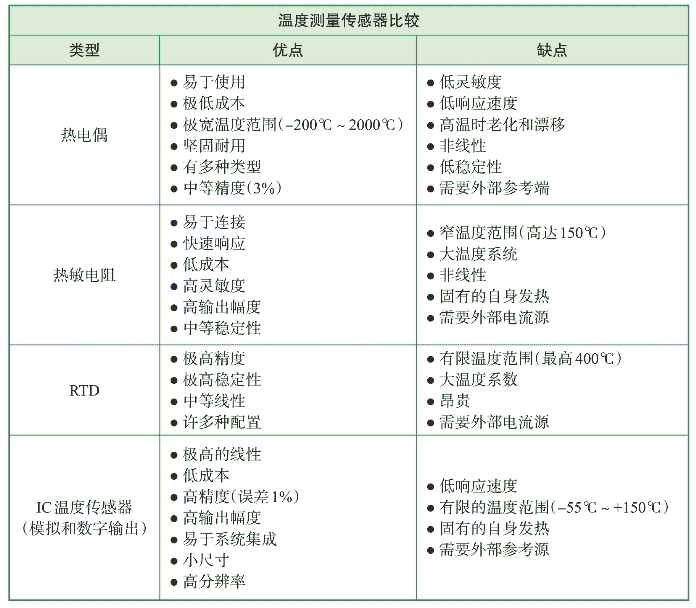 温度测量传感器比较
类型 优点 缺点
热电偶
● 易于使用
● 极低成本
● 极宽温度范围(–200℃ ~ 2000℃)
● 坚固耐用
● 有多种类型
● 中等精度(3%)
● 低灵敏度
● 低响应速度
● 高温时老化和漂移
● 非线性
● 低稳定性
● 需要外部参考端
热敏电阻
● 易于连接
● 快速响应
● 低成本
● 高灵敏度
● 高输出幅度
● 中等稳定性
● 窄温度范围(高达150℃)
● 大温度系统
● 非线性
● 固有的自身发热
● 需要外部电流源
RTD
● 极高精度
● 极高稳定性
● 中等线性
● 许多种配置
● 有限温度范围(最高400℃)
● 大温度系数
● 昂贵
● 需要外部电流源
IC温度传感器
(模拟和数字输出)
● 极高的线性
● 低成本
● 高精度(误差1%)
● 高输出幅度
● 易于系统集成
● 小尺寸
● 高分辨率
● 低响应速度
● 有限的温度范围(–55℃ ~ +150℃)
● 固有的自身发热
● 需要外部参考源